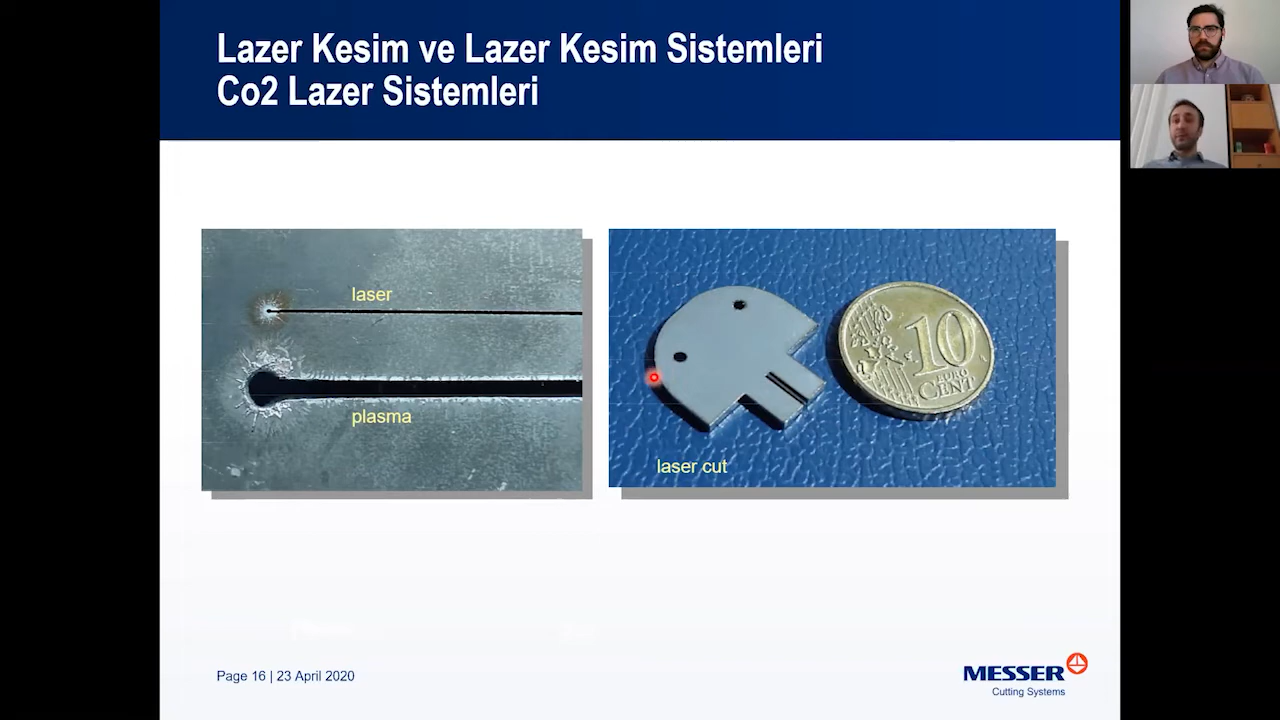 Lazer Kesim ve Lazer Kesim Sistemleri
Co2 Lazer Sistemleri
laser
plasma
10
EURO
CENT
laser cut
Page 16 | 23 April 2020
MESSER
Cutting Systems